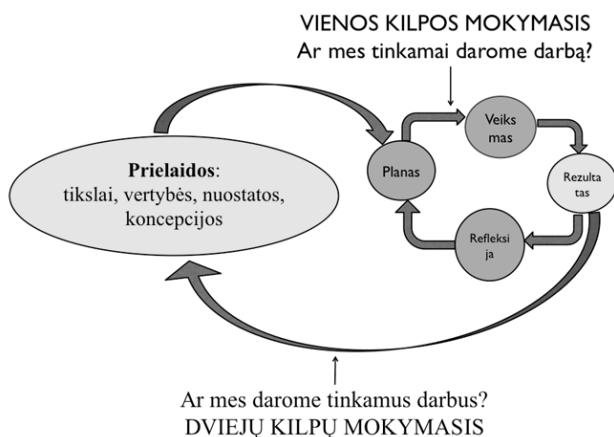 VIENOS KILPOS MOKYMASIS
Ar mes tinkamai darome darbą?
Veiks
mas
Prielaidos:
tikslai, vertybės, nuostatos,
koncepcijos
Planas
Rezulta
tas
Refleksi
ja
Ar mes darome tinkamus darbus?
DVIEJŲ KILPŲ MOKYMASIS